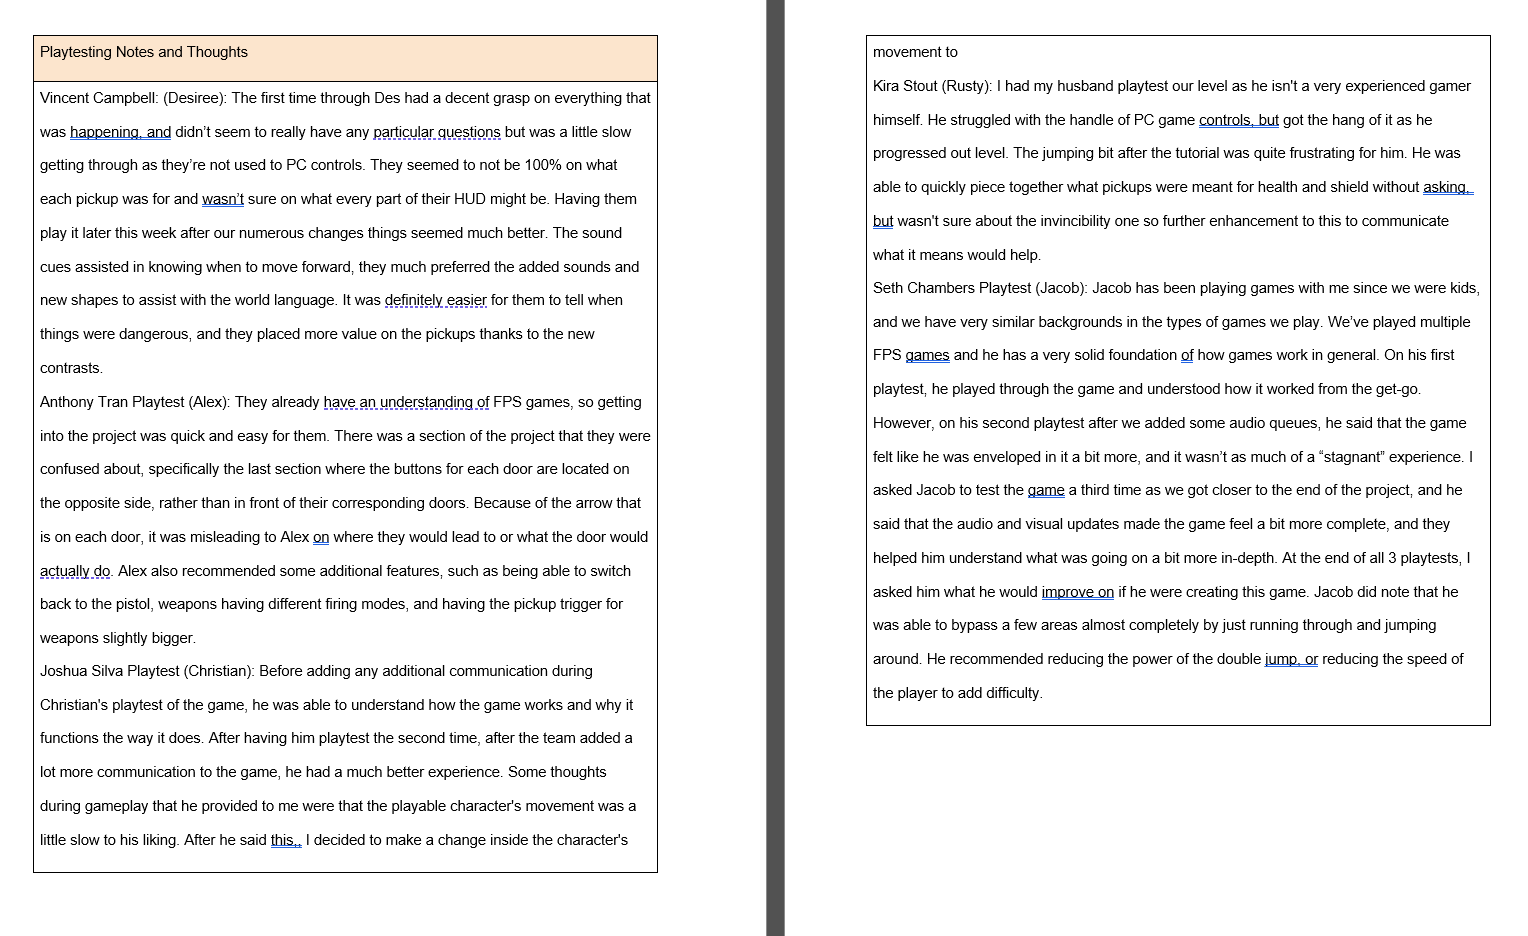 Playtesting Notes and Thoughts
Vincent Campbell: (Desiree): The first time through Des had a decent grasp on everything that
was happening, and didn’t seem to really have any particular questions but was a little slow
getting through as they’re not used to PC controls. They seemed to not be 100% on what
each pickup was for and wasn’t sure on what every part of their HUD might be. Having them
play it later this week after our numerous changes things seemed much better. The sound
cues assisted in knowing when to move forward, they much preferred the added sounds and
new shapes to assist with the world language. It was definitely easier for them to tell when
things were dangerous, and they placed more value on the pickups thanks to the new
contrasts.
Anthony Tran Playtest (Alex): They already have an understanding of FPS games, so getting
into the project was quick and easy for them. There was a section of the project that they were
confused about, specifically the last section where the buttons for each door are located on
the opposite side, rather than in front of their corresponding doors. Because of the arrow that
is on each door, it was misleading to Alex on where they would lead to or what the door would
actually do. Alex also recommended some additional features, such as being able to switch
back to the pistol, weapons having different firing modes, and having the pickup trigger for
weapons slightly bigger.
Joshua Silva Playtest (Christian): Before adding any additional communication during
Christian's playtest of the game, he was able to understand how the game works and why it
functions the way it does. After having him playtest the second time, after the team added a
lot more communication to the game, he had a much better experience. Some thoughts
during gameplay that he provided to me were that the playable character's movement was a
little slow to his liking. After he said this,, I decided to make a change inside the character's
movement to
Kira Stout (Rusty): I had my husband playtest our level as he isn't a very experienced gamer
himself. He struggled with the handle of PC game controls, but got the hang of it as he
progressed out level. The jumping bit after the tutorial was quite frustrating for him. He was
able to quickly piece together what pickups were meant for health and shield without asking,
but wasn't sure about the invincibility one so further enhancement to this to communicate
what it means would help.
Seth Chambers Playtest (Jacob): Jacob has been playing games with me since we were kids,
and we have very similar backgrounds in the types of games we play. We’ve played multiple
FPS games and he has a very solid foundation of how games work in general. On his first
playtest, he played through the game and understood how it worked from the get-go.
However, on his second playtest after we added some audio queues, he said that the game
felt like he was enveloped in it a bit more, and it wasn’t as much of a “stagnant” experience. I
asked Jacob to test the game a third time as we got closer to the end of the project, and he
said that the audio and visual updates made the game feel a bit more complete, and they
helped him understand what was going on a bit more in-depth. At the end of all 3 playtests, I
asked him what he would improve on if he were creating this game. Jacob did note that he
was able to bypass a few areas almost completely by just running through and jumping
around. He recommended reducing the power of the double jump, or reducing the speed of
the player to add difficulty.